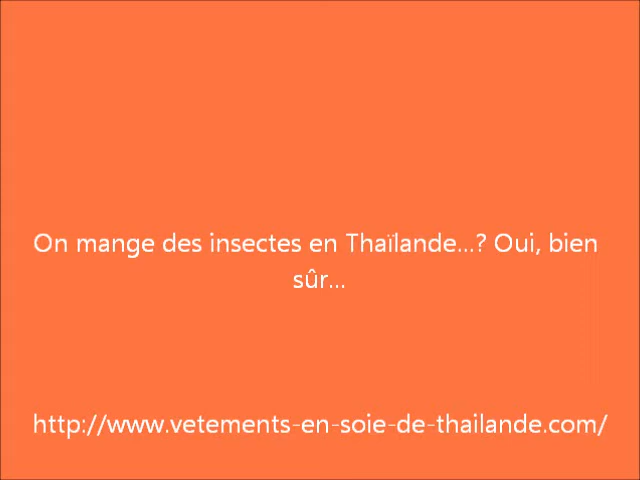 On mange des insectes en Thaïlande...? Oui, bien
sûr...
http://www.vetements-en-soie-de-thailande.com/